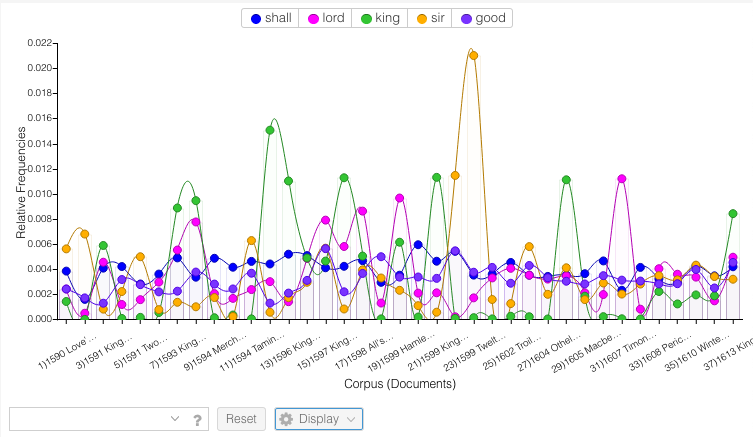 shall lord king sir good
0.022
0.020
0.018
0.016
0.014
0.012
0.010
0.008
0.006
0.004
0.002
0.000
Relative Frequencies
1)1590 Love'...
3)1591 King...
5)1591 Two...
7)1593 King...
9)1594 Merch...
11)1594 Tamin...
13)1596 King...
15)1597 King...
17)1598 All's...
19)1599 Hamle...
21)1599 King...
23)1599 Twelt...
25)1602 Troil...
27)1604 Othel...
29)1605 Macbe...
31)1607 Timon...
33)1608 Peric...
35)1610 Winte...
37)1613 King
Corpus (Documents)
? Reset Display